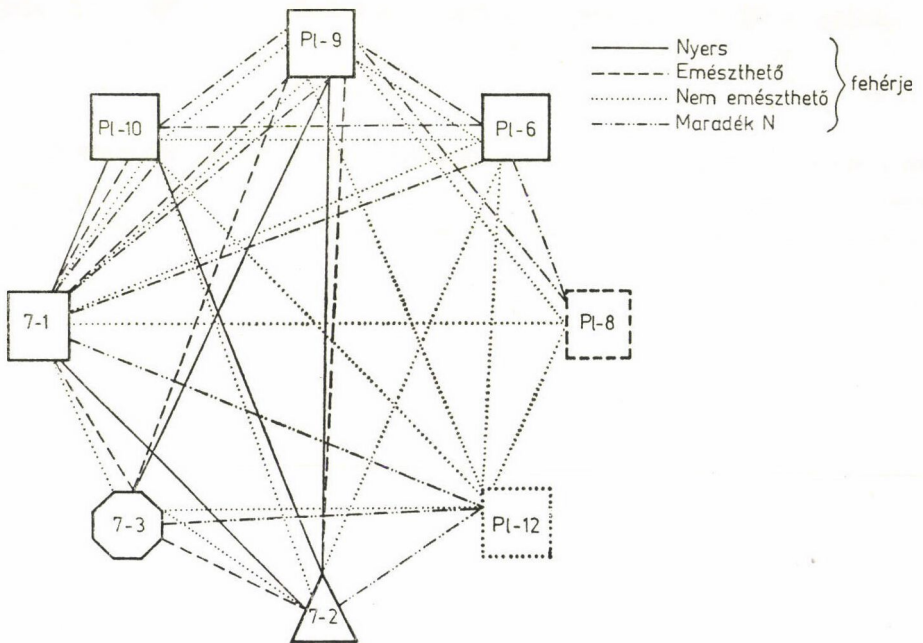 Pl-9
Nyers
Emészthető
Nem emészthető
Maradék N
fehérje
Pl-10
Pl-6
7-1
Pl-8
7-3
Pl-12
7-2